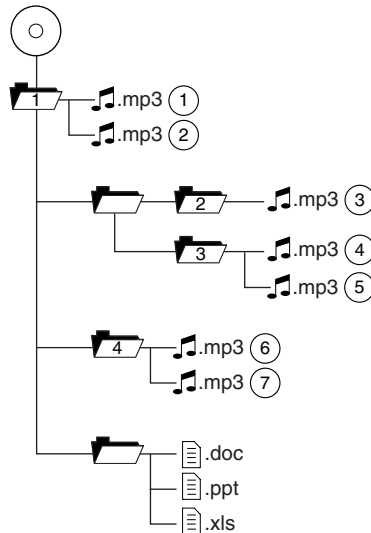 1 .mp3 1
.mp3 2
2 .mp3 3
3 .mp3 4
.mp3 5
4 .mp3 6
.mp3 7
.doc
.ppt
.xls